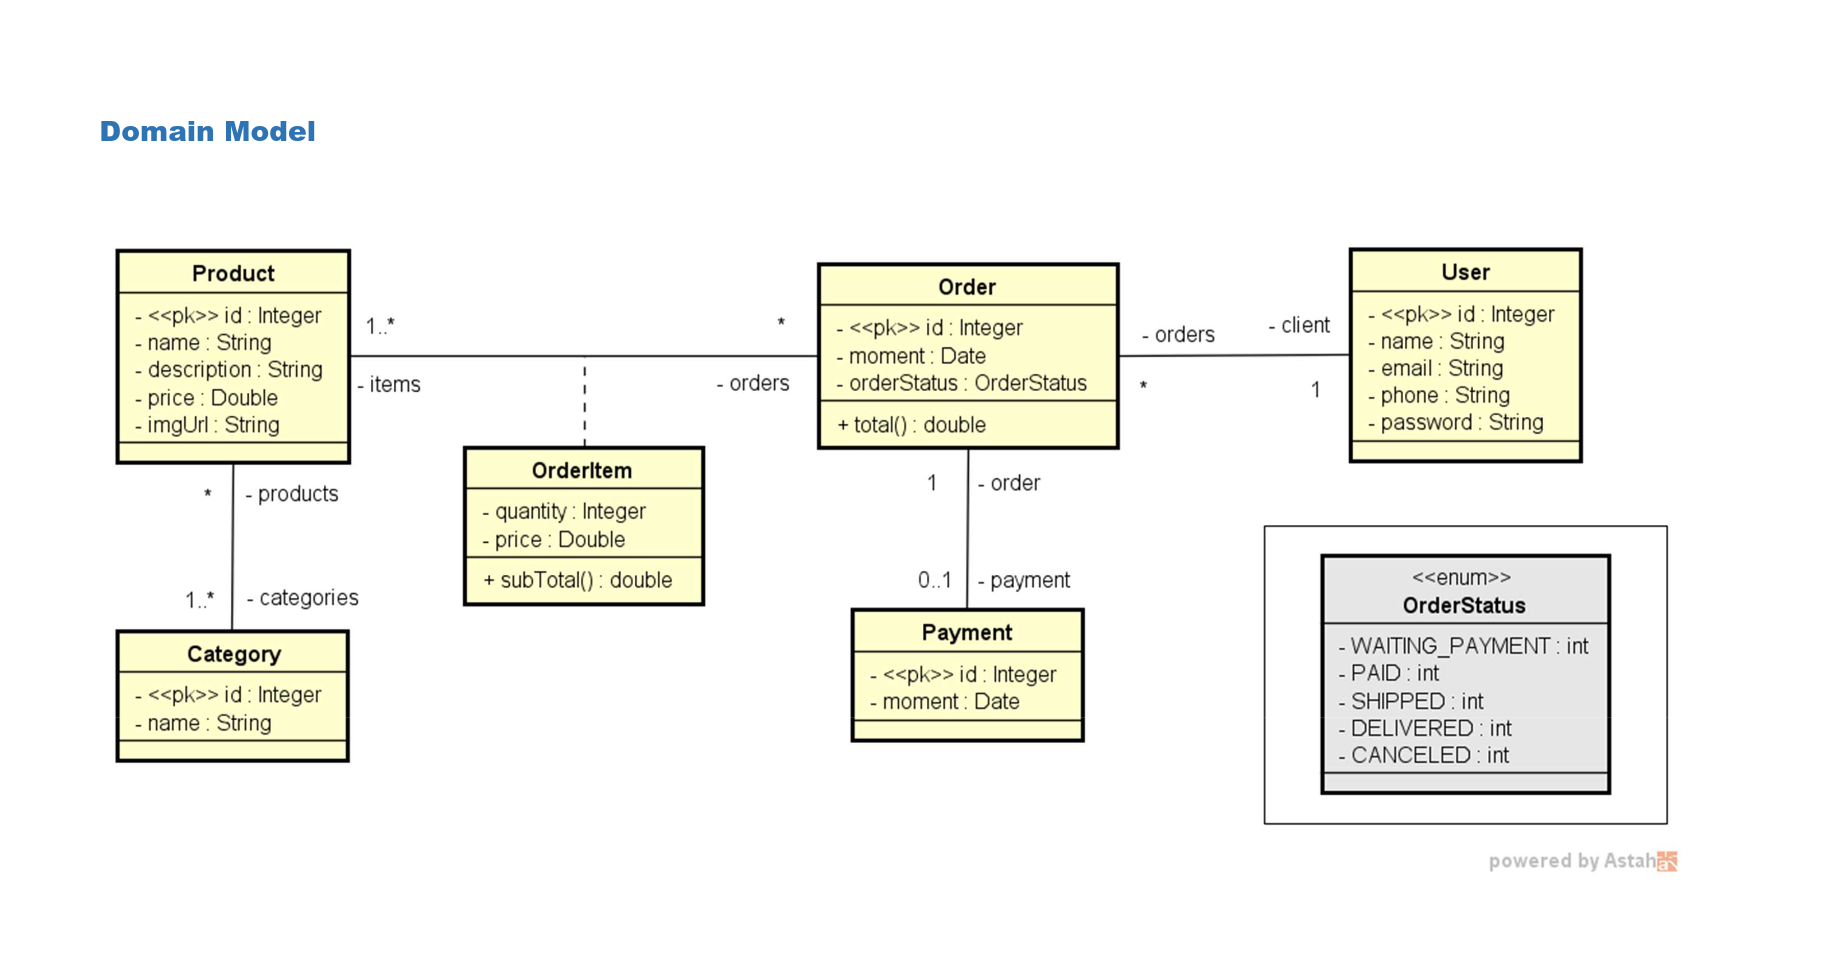 Domain Model
Product
- <<pk>> id : Integer
- name : String
- description : String
- price : Double
- imgUrl : String
1..*
- items
*
- orders
Order
- <<pk>> id : Integer
- moment : Date
- orderStatus : OrderStatus
+ total() : double
- orders
*
- client
1
User
- <<pk>> id : Integer
- name : String
- email : String
- phone : String
- password : String
* - products
1..* - categories
OrderItem
- quantity : Integer
- price : Double
+ subTotal() : double
1 - order
0..1 - payment
Category
- <<pk>> id : Integer
- name : String
Payment
- <<pk>> id : Integer
- moment : Date
<<enum>>
OrderStatus
- WAITING_PAYMENT : int
- PAID : int
- SHIPPED : int
- DELIVERED : int
- CANCELED : int
powered by Astah